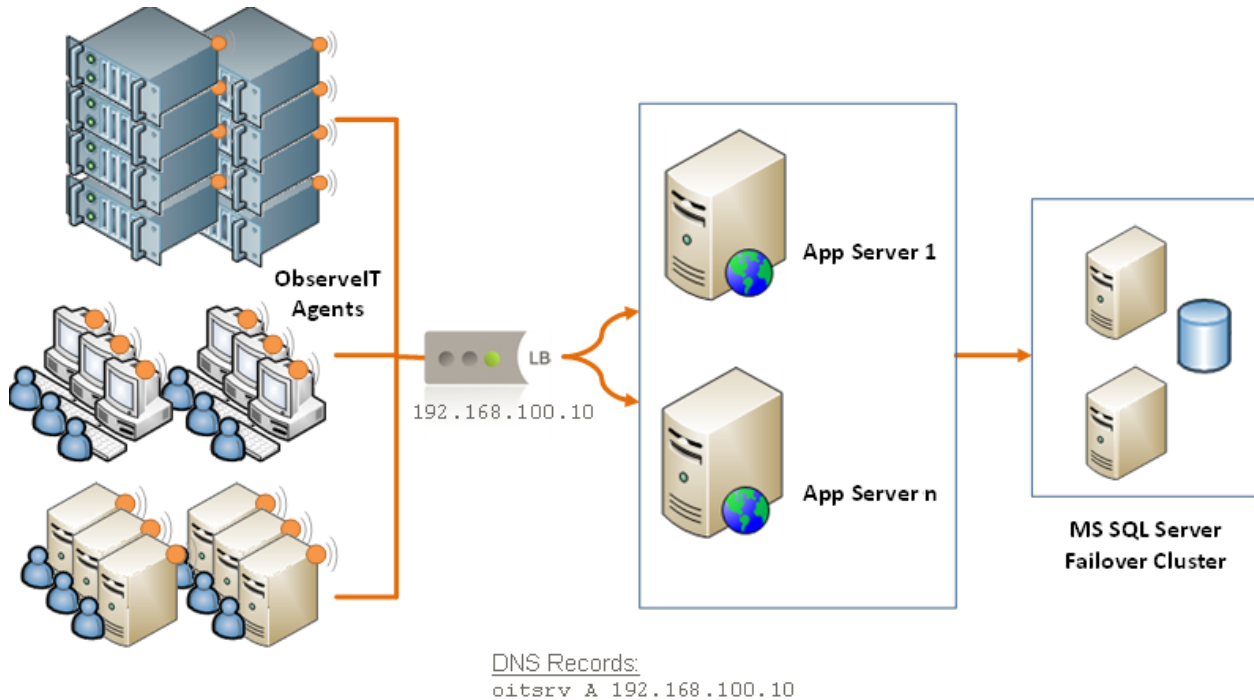 ObserveIT
Agents
LB
192.168.100.10
App Server 1
App Server n
MS SQL Server
Failover Cluster
DNS Records:
oitsrv A 192.168.100.10